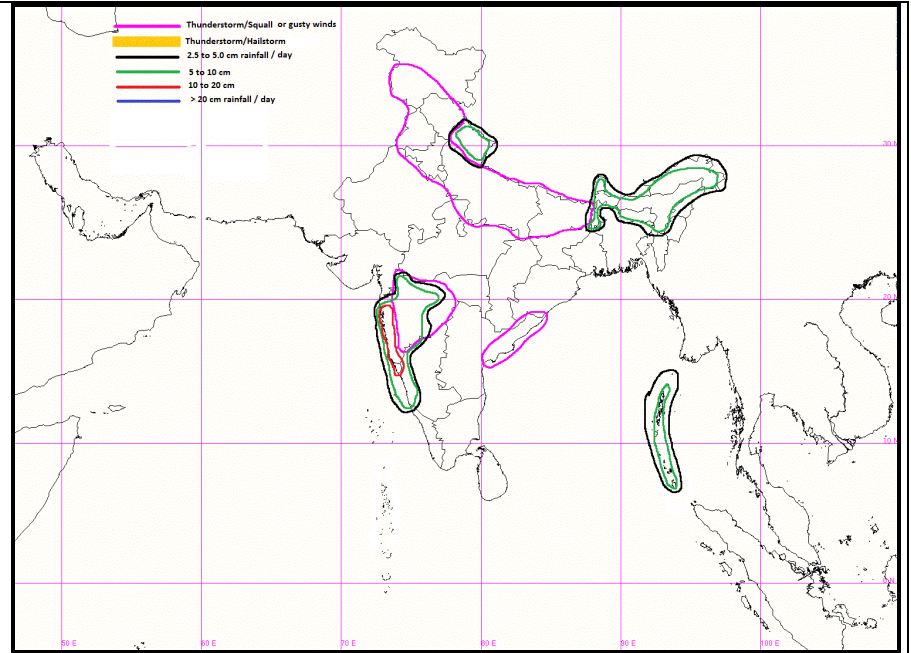 Thunderstorm/Squall or gusty winds
Thunderstorm/Hailstorm
2.5 to 5.0 cm rainfall / day
5 to 10 cm
10 to 20 cm
> 20 cm rainfall / day
30 N
20 N
10 N
0 N
50 E 60 E 70 E 80 E 90 E 100 E